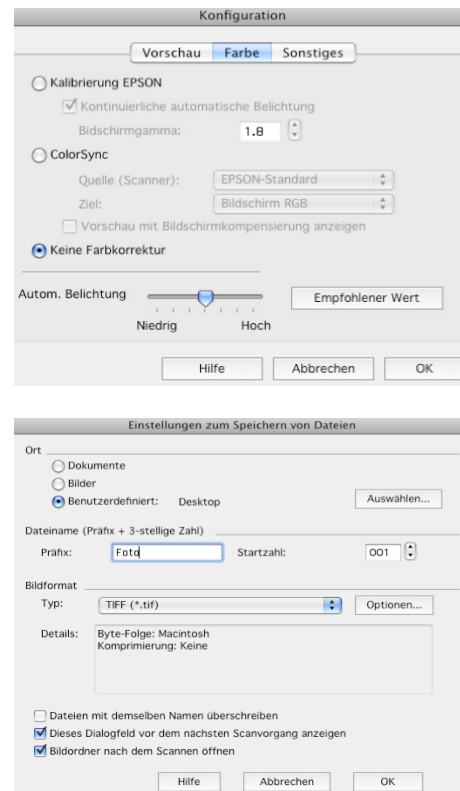 Konfiguration
Vorschau Farbe Sonstiges
Kalibrierung EPSON
Kontinuierliche automatische Belichtung
Bidschirmgamma: 1.8
ColorSync
Quelle (Scanner): EPSON-Standard
Ziel: Bildschirm RGB
Vorschau mit Bildschirmkompensierung anzeigen
Keine Farbkorrektur
Autom. Belichtung Empfohlener Wert
Niedrig Hoch
Hilfe Abbrechen OK
Einstellungen zum Speichern von Dateien
Ort
Dokumente
Bilder
Benutzerdefiniert: Desktop Auswählen...
Dateiname (Präfix + 3-stellige Zahl)
Präfix: Foto Startzahl: 001
Bildformat
Typ: TIFF (*.tif) Optionen...
Details: Byte-Folge: Macintosh
Komprimierung: Keine
Dateien mit demselben Namen überschreiben
Dieses Dialogfeld vor dem nächsten Scanvorgang anzeigen
Bildordner nach dem Scannen öffnen
Hilfe Abbrechen OK